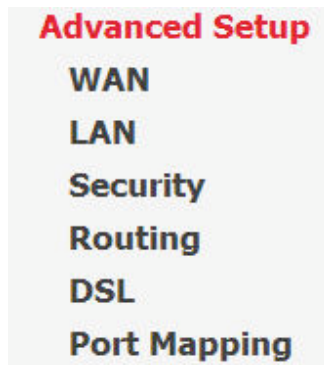 Advanced Setup
WAN
LAN
Security
Routing
DSL
Port Mapping